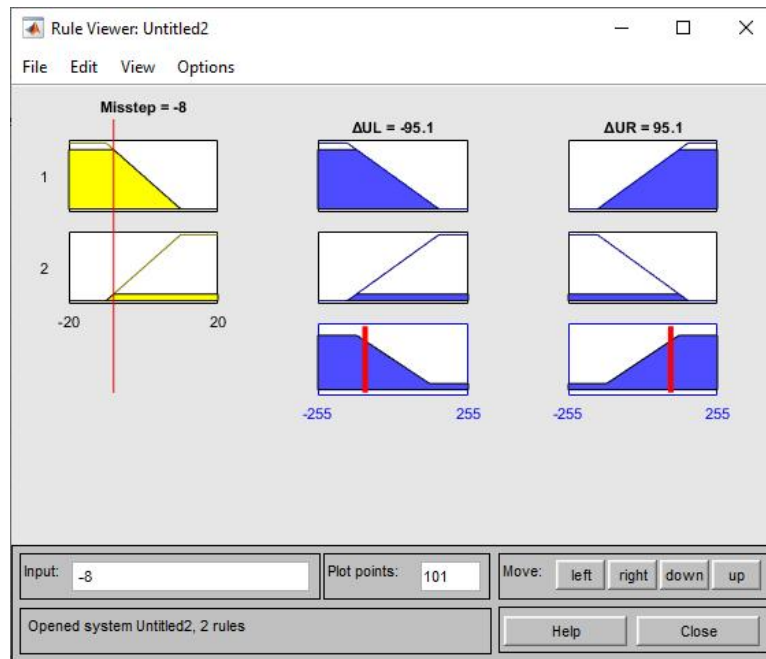 Rule Viewer: Untitled2
File Edit View Options
Misstep = -8
ΔUL = -95.1 ΔUR = 95.1
1
2
-20 20
-255 255 -255 255
Input: -8 Plot points: 101 Move: left right down up
Opened system Untitled2, 2 rules Help Close